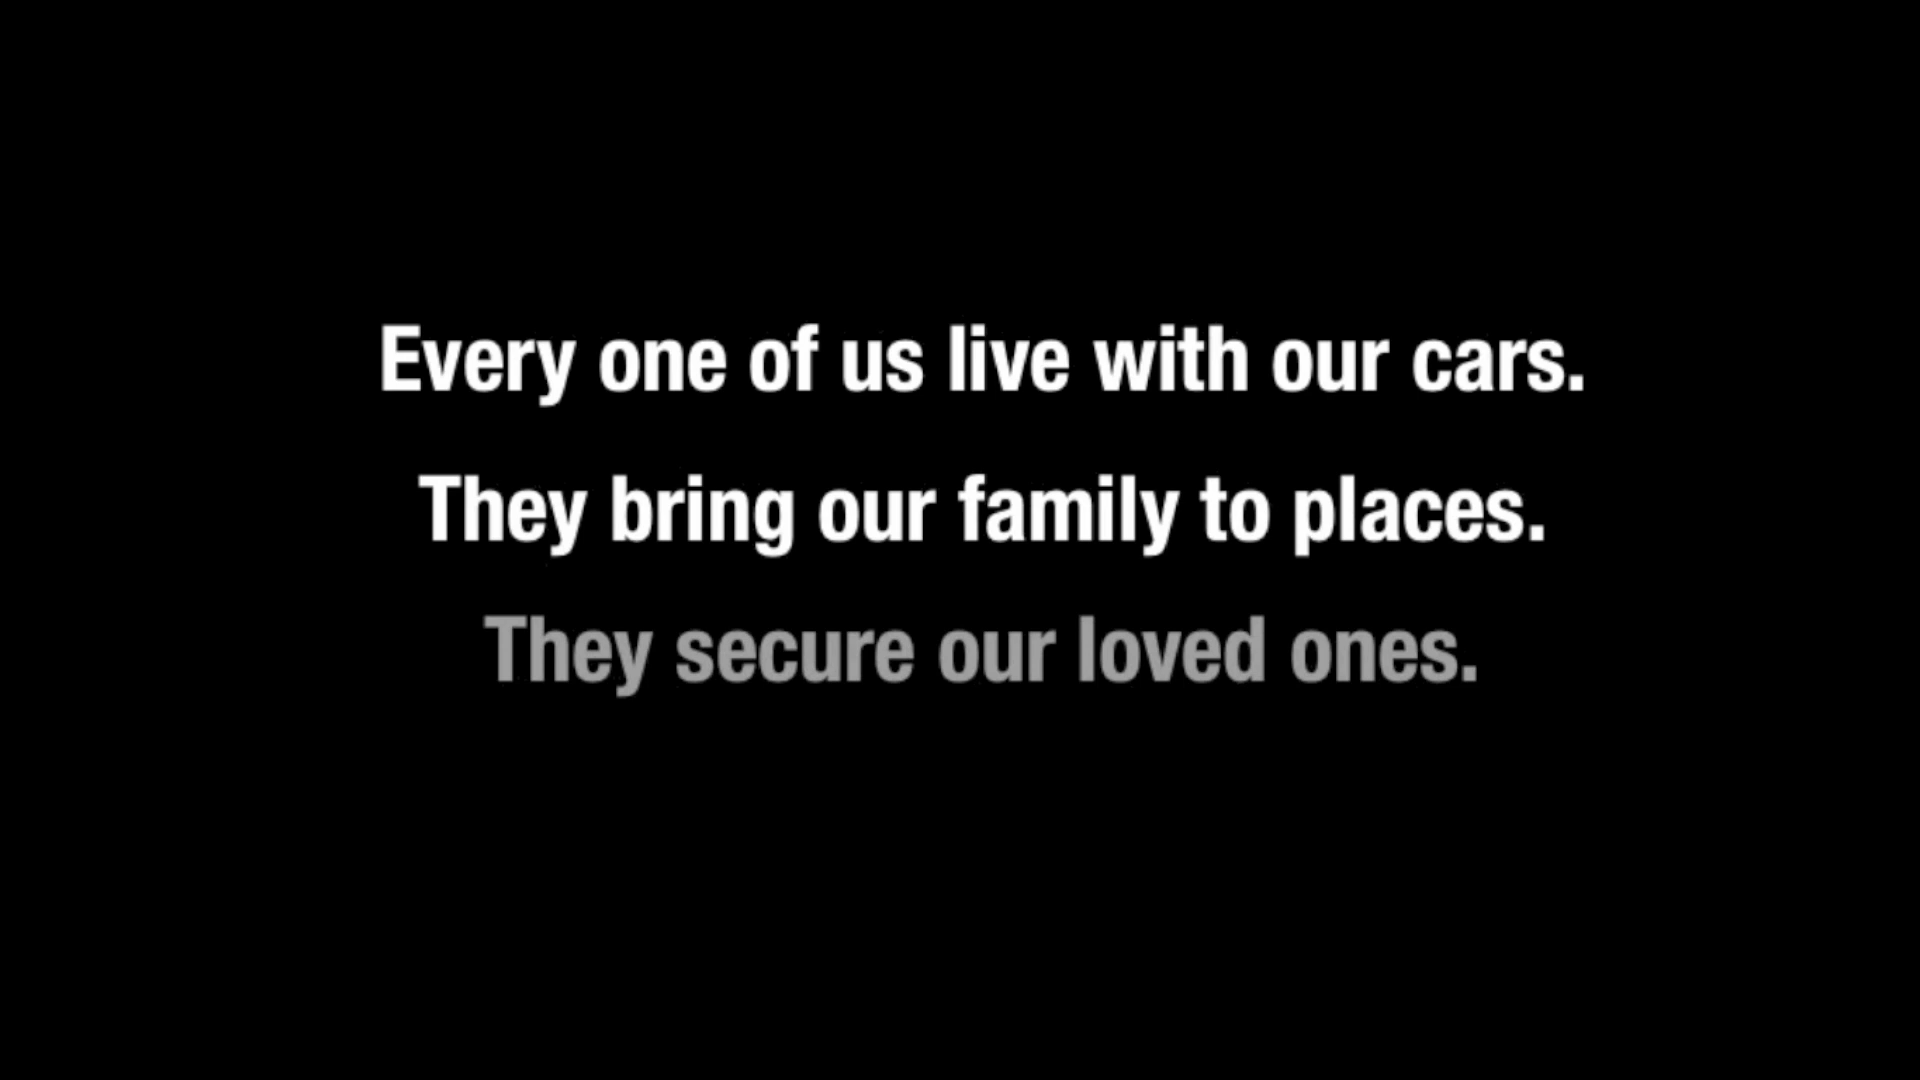 Every one of us live with our cars.
They bring our family to places.
They secure our loved ones.